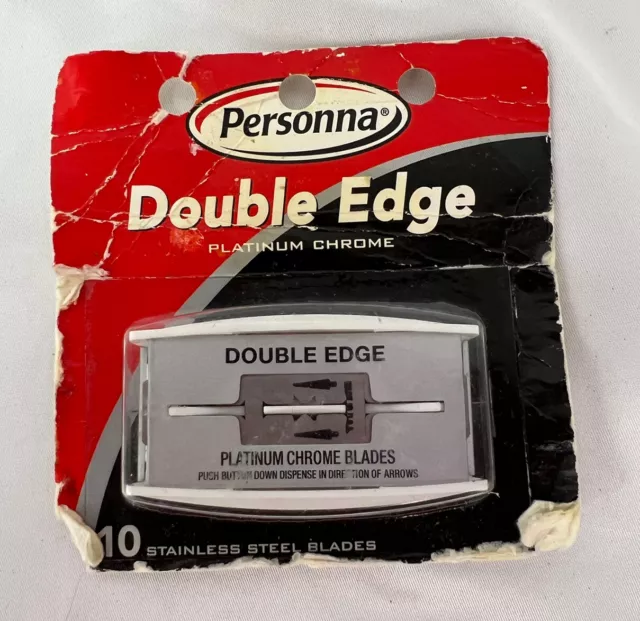 Personna®
Double Edge
PLATINUM CHROME
DOUBLE EDGE
PLATINUM CHROME BLADES
PUSH BUTTON DOWN DISPENSE IN DIRECTION OF ARROWS
10 STAINLESS STEEL BLADES